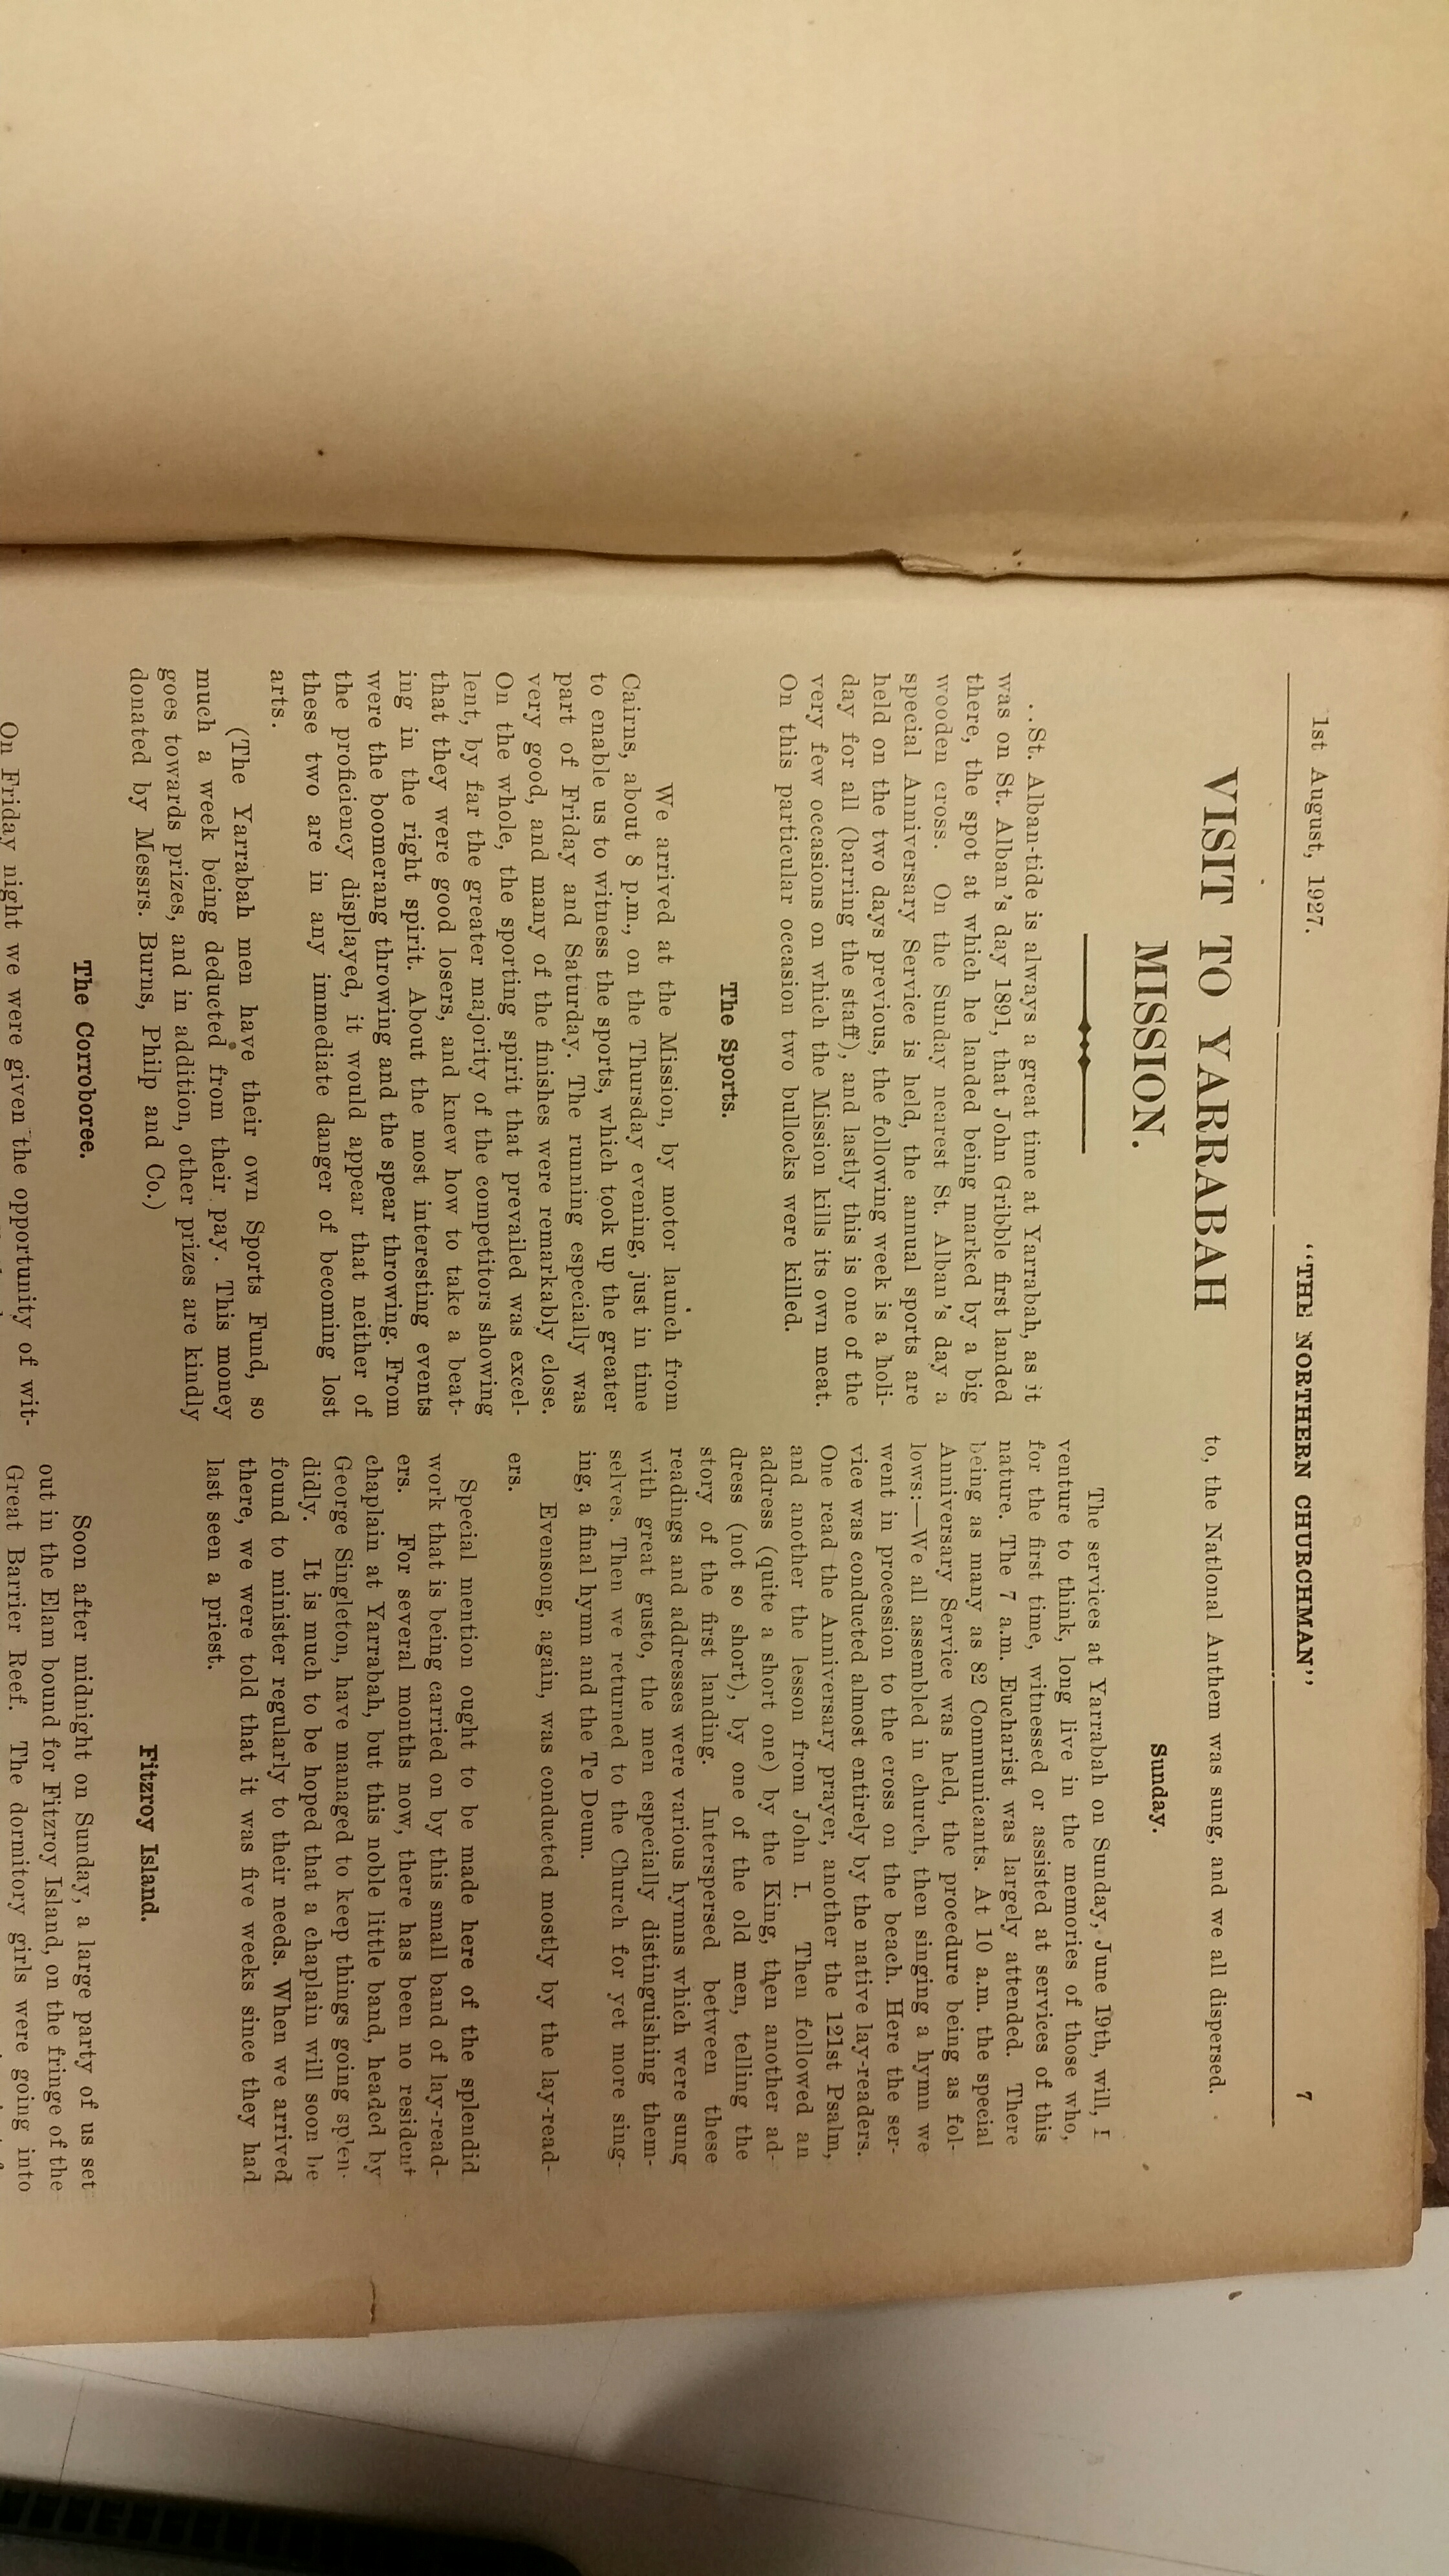 1st August, 1927.
"THE NORTHERN CHURCHMAN"
7
VISIT TO YARRABAH
MISSION.
..St. Alban-tide is always a great time at Yarrabah, as it
was on St. Alban's day 1891, that John Gribble first landed
there, the spot at which he landed being marked by a big
wooden cross. On the Sunday nearest St. Alban's day a
special Anniversary Service is held, the annual sports are
held on the two days previous, the following week is a holi-
day for all (barring the staff), and lastly this is one of the
very few occasions on which the Mission kills its own meat.
On this particular occasion two bullocks were killed.
The Sports.
We arrived at the Mission, by motor launch from
Cairns, about 8 p.m., on the Thursday evening, just in time
to enable us to witness the sports, which took up the greater
part of Friday and Saturday. The running especially was
very good, and many of the finishes were remarkably close.
On the whole, the sporting spirit that prevailed was excel-
lent, by far the greater majority of the competitors showing
that they were good losers, and knew how to take a beat-
ing in the right spirit. About the most interesting events
were the boomerang throwing and the spear throwing. From
the proficiency displayed, it would appear that neither of
these two are in any immediate danger of becoming lost
arts.
(The Yarrabah men have their own Sports Fund, so
much a week being deducted from their pay. This money
goes towards prizes, and in addition, other prizes are kindly
donated by Messrs. Burns, Philp and Co.)
The Corroboree.
On Friday night we were given the opportunity of wit-
to, the National Anthem was sung, and we all dispersed.
Sunday.
The services at Yarrabah on Sunday, June 19th, will, I
venture to think, long live in the memories of those who,
for the first time, witnessed or assisted at services of this
nature. The 7 a.m. Eucharist was largely attended. There
being as many as 82 Communicants. At 10 a.m. the special
Anniversary Service was held, the procedure being as fol-
lows:—We all assembled in church, then singing a hymn we
went in procession to the cross on the beach. Here the ser-
vice was conducted almost entirely by the native lay-readers.
One read the Anniversary prayer, another the 121st Psalm,
and another the lesson from John I. Then followed an
address (quite a short one) by the King, then another ad-
dress (not so short), by one of the old men, telling the
story of the first landing. Interspersed between these
readings and addresses were various hymns which were sung
with great gusto, the men especially distinguishing them-
selves. Then we returned to the Church for yet more sing-
ing, a final hymn and the Te Deum.
Evensong, again, was conducted mostly by the lay-read-
ers.
Special mention ought to be made here of the splendid
work that is being carried on by this small band of lay-read-
ers. For several months now, there has been no resident
chaplain at Yarrabah, but this noble little band, headed by
George Singleton, have managed to keep things going splen-
didly. It is much to be hoped that a chaplain will soon be
found to minister regularly to their needs. When we arrived
there, we were told that it was five weeks since they had
last seen a priest.
Fitzroy Island.
Soon after midnight on Sunday, a large party of us set
out in the Elam bound for Fitzroy Island, on the fringe of the
Great Barrier Reef. The dormitory girls were going into